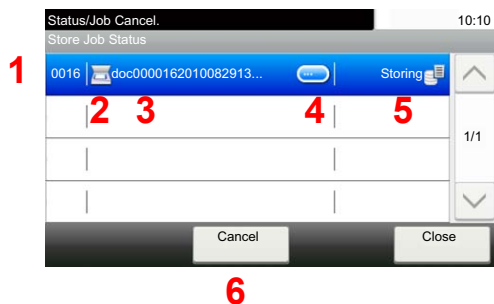 Status/Job Cancel. 10:10
Store Job Status
1 0016 doc0000162010082913... ... Storing
2 3 4 5
1/1
Cancel Close
6